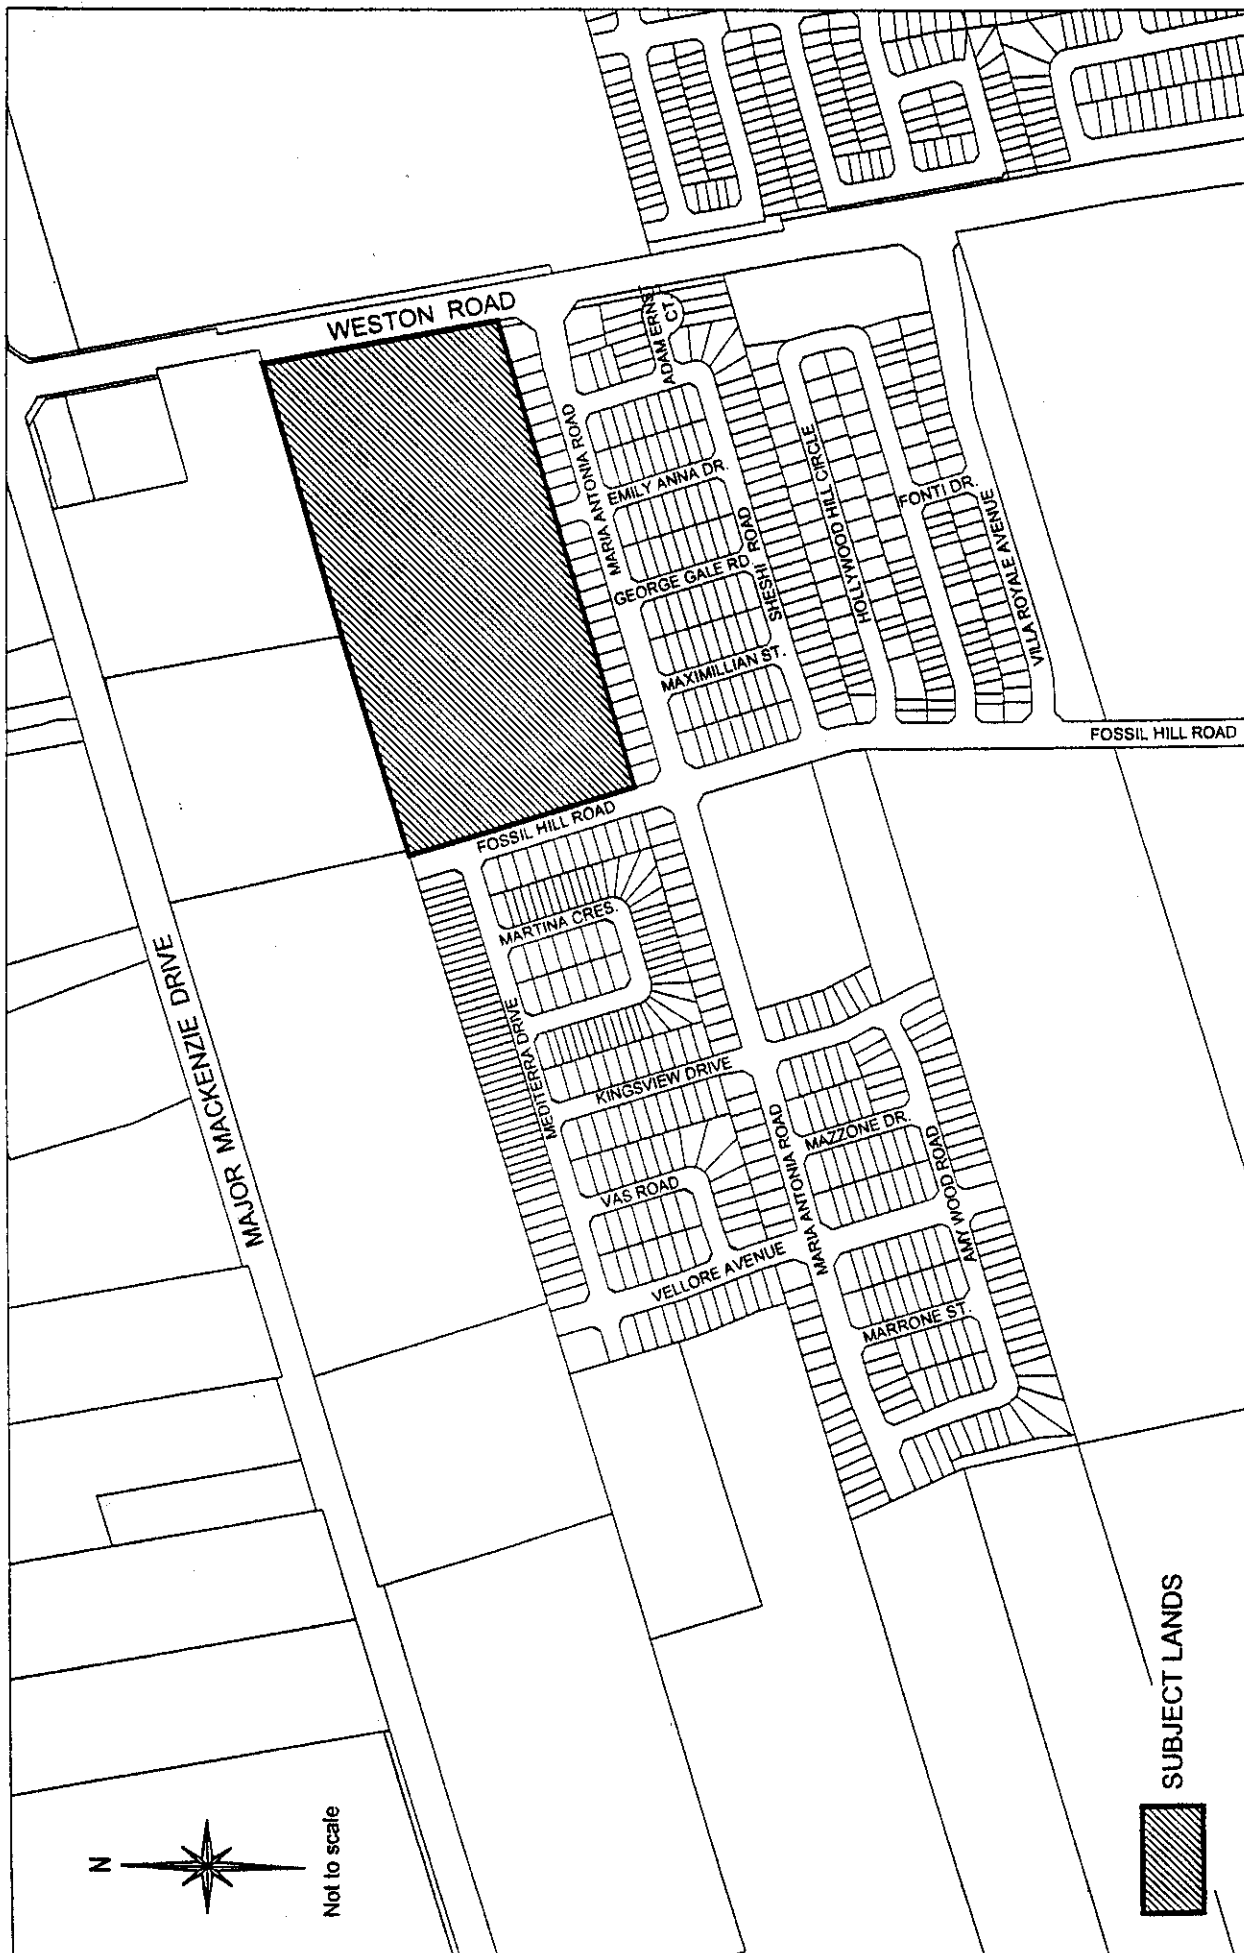 WESTON ROAD
ADAM ERNST
CT.
MARIA ANTONIA ROAD
EMILY ANNA DR.
GEORGE GALE RD
SHESHI ROAD
MAXIMILLIAN ST.
HOLLYWOOD HILL CIRCLE
FONTI DR.
VILLA ROYALE AVENUE
FOSSIL HILL ROAD
FOSSIL HILL ROAD
MARTINA CRES.
MAJOR MACKENZIE DRIVE
MEDITERRA DRIVE
KINGSVIEW DRIVE
VAS ROAD
MARIA ANTONIA ROAD
MAZZONE DR.
AMY WOOD ROAD
VELLORE AVENUE
MARRONE ST.
N
Not to scale
SUBJECT LANDS